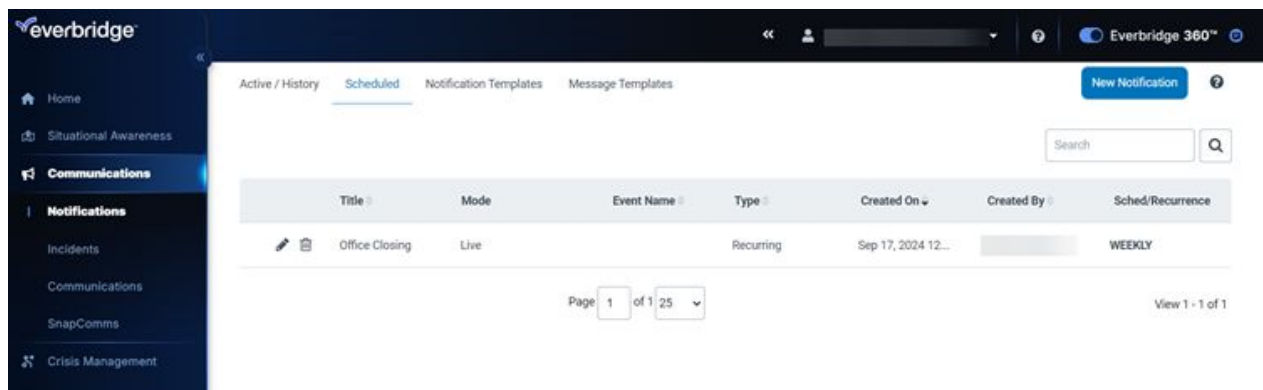 everbridge
Everbridge 360™
Home
Situational Awareness
Communications
Notifications
Incidents
Communications
SnapComms
Crisis Management
Active / History Scheduled Notification Templates Message Templates New Notification
Search
Title Mode Event Name Type Created On Created By Sched/Recurrence
Office Closing Live Recurring Sep 17, 2024 12... WEEKLY
Page 1 of 1 25 View 1 - 1 of 1